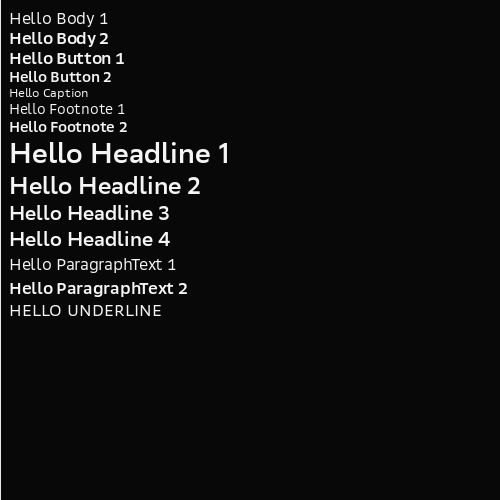 Hello Body 1
Hello Body 2
Hello Button 1
Hello Button 2
Hello Caption
Hello Footnote 1
Hello Footnote 2
Hello Headline 1
Hello Headline 2
Hello Headline 3
Hello Headline 4
Hello ParagraphText 1
Hello ParagraphText 2
HELLO UNDERLINE